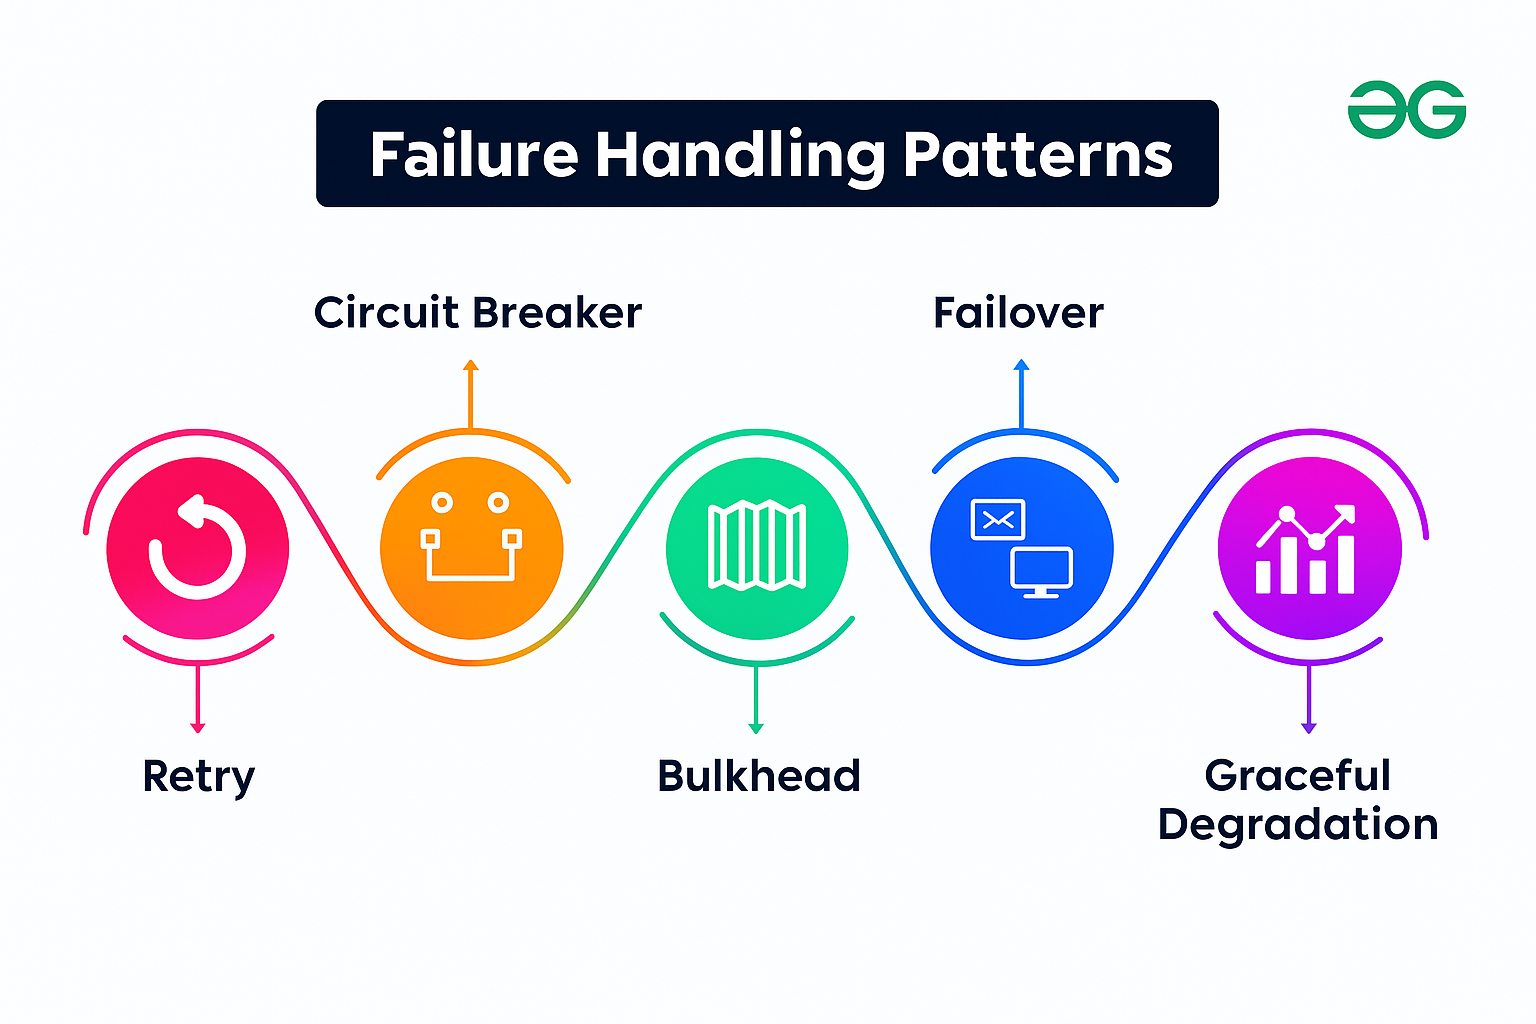 Failure Handling Patterns
Circuit Breaker
Failover
Retry
Bulkhead
Graceful
Degradation